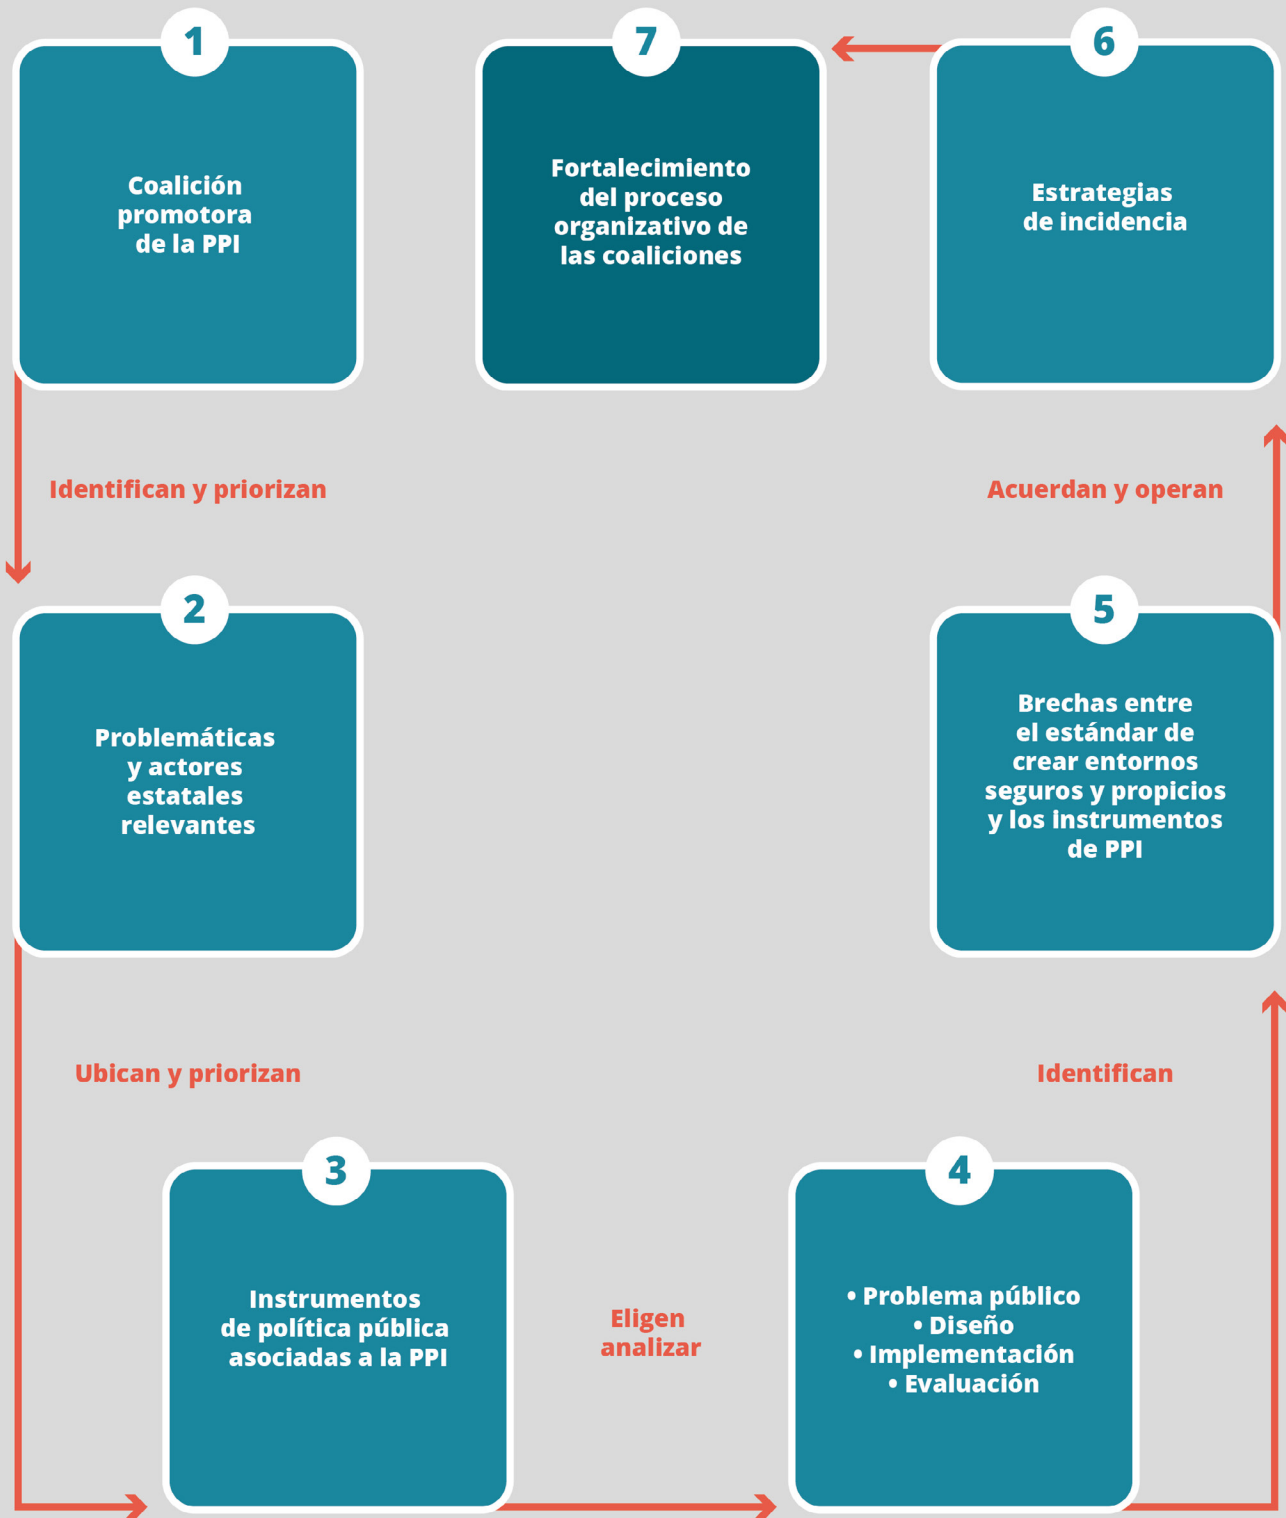 1
Coalición
promotora
de la PPI
Identifican y priorizan
2
Problemáticas
y actores
estatales
relevantes
Ubican y priorizan
3
Instrumentos
de política pública
asociadas a la PPI
Eligen
analizar
4
• Problema público
• Diseño
• Implementación
• Evaluación
Identifican
5
Brechas entre
el estándar de
crear entornos
seguros y propicios
y los instrumentos
de PPI
Acuerdan y operan
6
Estrategias
de incidencia
7
Fortalecimiento
del proceso
organizativo de
las coaliciones